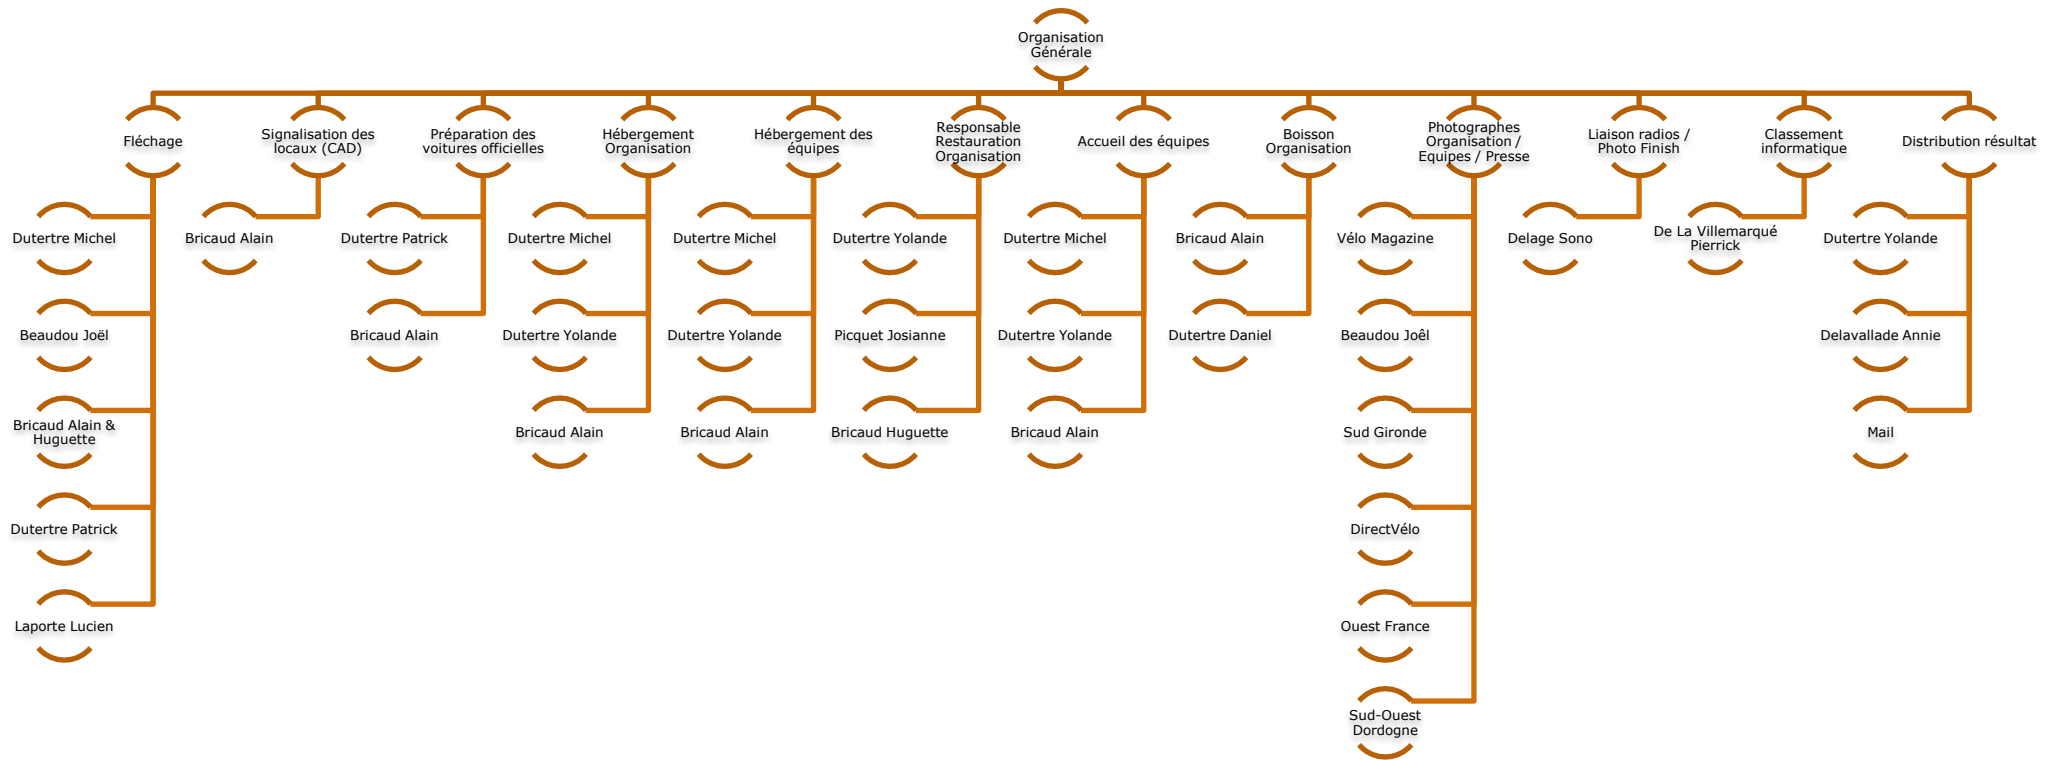 Organisation
Générale
Fléchage
Signalisation des
locaux (CAD)
Préparation des
voitures officielles
Hébergement
Organisation
Hébergement des
équipes
Responsable
Restauration
Organisation
Accueil des équipes
Boisson
Organisation
Photographes
Organisation /
Equipes / Presse
Liaison radios /
Photo Finish
Classement
informatique
Distribution résultat
Dutertre Michel
Beaudou Joël
Bricaud Alain &
Huguette
Dutertre Patrick
Laporte Lucien
Bricaud Alain
Dutertre Patrick
Bricaud Alain
Dutertre Michel
Dutertre Yolande
Bricaud Alain
Dutertre Michel
Dutertre Yolande
Bricaud Alain
Dutertre Yolande
Picquet Josianne
Bricaud Huguette
Dutertre Michel
Dutertre Yolande
Bricaud Alain
Bricaud Alain
Dutertre Daniel
Vélo Magazine
Beaudou Joêl
Sud Gironde
DirectVélo
Ouest France
Sud-Ouest
Dordogne
Delage Sono
De La Villemarqué
Pierrick
Dutertre Yolande
Delavallade Annie
Mail